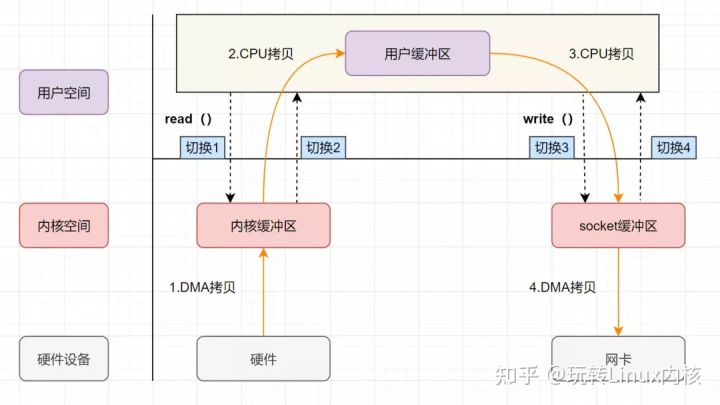 2.CPU拷贝
用户缓冲区
3.CPU拷贝
用户空间
read（）
write（）
切换1
切换2
切换3
切换4
内核空间
内核缓冲区
socket缓冲区
1.DMA拷贝
4.DMA拷贝
硬件设备
硬件
网卡
知乎 @玩转Linux内核